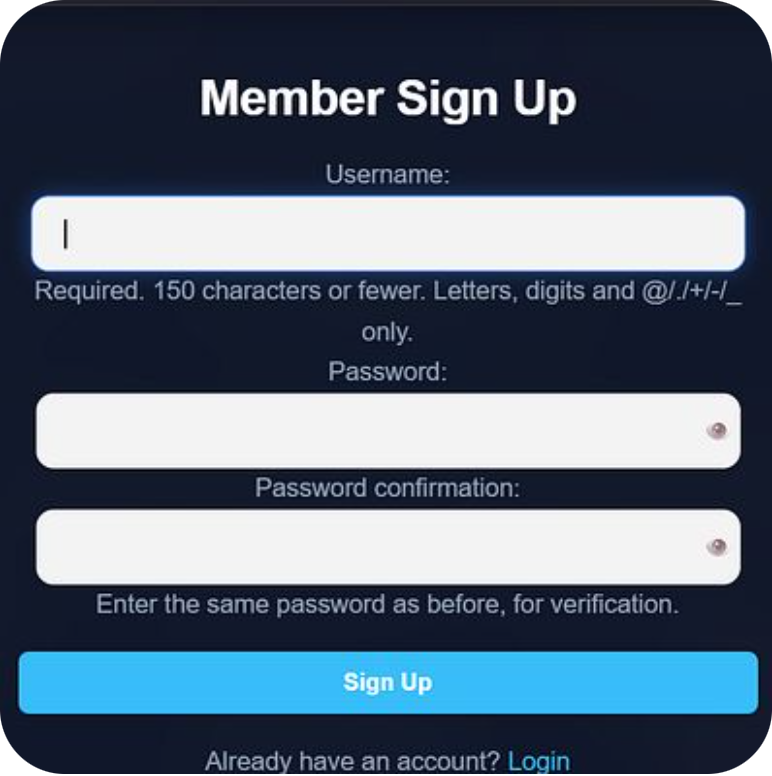 Member Sign Up
Username:
Required. 150 characters or fewer. Letters, digits and @/./+/-/_
only.
Password:
Password confirmation:
Enter the same password as before, for verification.
Sign Up
Already have an account? Login